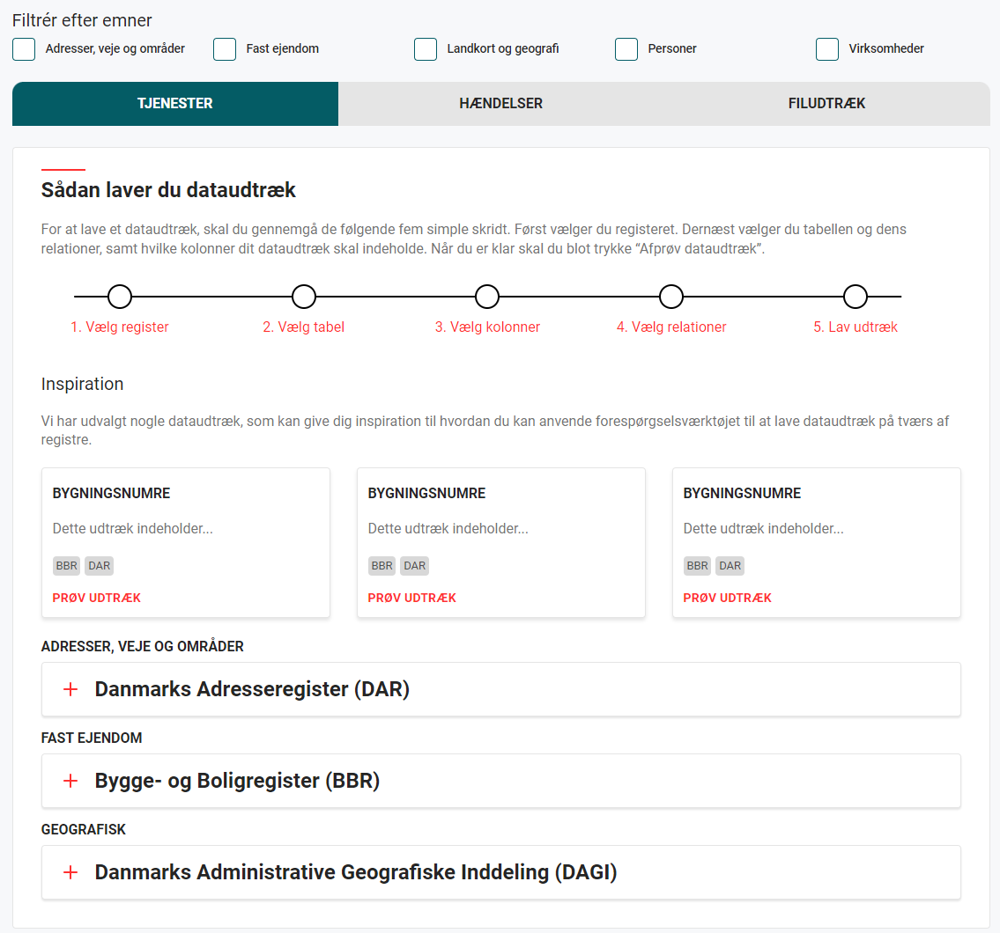 Filtrér efter emner
Adresser, veje og områder Fast ejendom Landkort og geografi Personer Virksomheder
TJENESTER HÆNDELSER FILUDTRÆK
Sådan laver du dataudtræk
For at lave et dataudtræk, skal du gennemgå de følgende fem simple skridt. Først vælger du registeret. Dernæst vælger du tabellen og dens
relationer, samt hvilke kolonner dit dataudtræk skal indeholde. Når du er klar skal du blot trykke “Afprøv dataudtræk”.
1. Vælg register 2. Vælg tabel 3. Vælg kolonner 4. Vælg relationer 5. Lav udtræk
Inspiration
Vi har udvalgt nogle dataudtræk, som kan give dig inspiration til hvordan du kan anvende forespørgselsværktøjet til at lave dataudtræk på tværs af
registre.
BYGNINGSNUMRE BYGNINGSNUMRE BYGNINGSNUMRE
Dette udtræk indeholder... Dette udtræk indeholder... Dette udtræk indeholder...
BBR DAR BBR DAR BBR DAR
PRØV UDTRÆK PRØV UDTRÆK PRØV UDTRÆK
ADRESSER, VEJE OG OMRÅDER
Danmarks Adresseregister (DAR)
FAST EJENDOM
Bygge- og Boligregister (BBR)
GEOGRAFISK
Danmarks Administrative Geografiske Inddeling (DAGI)